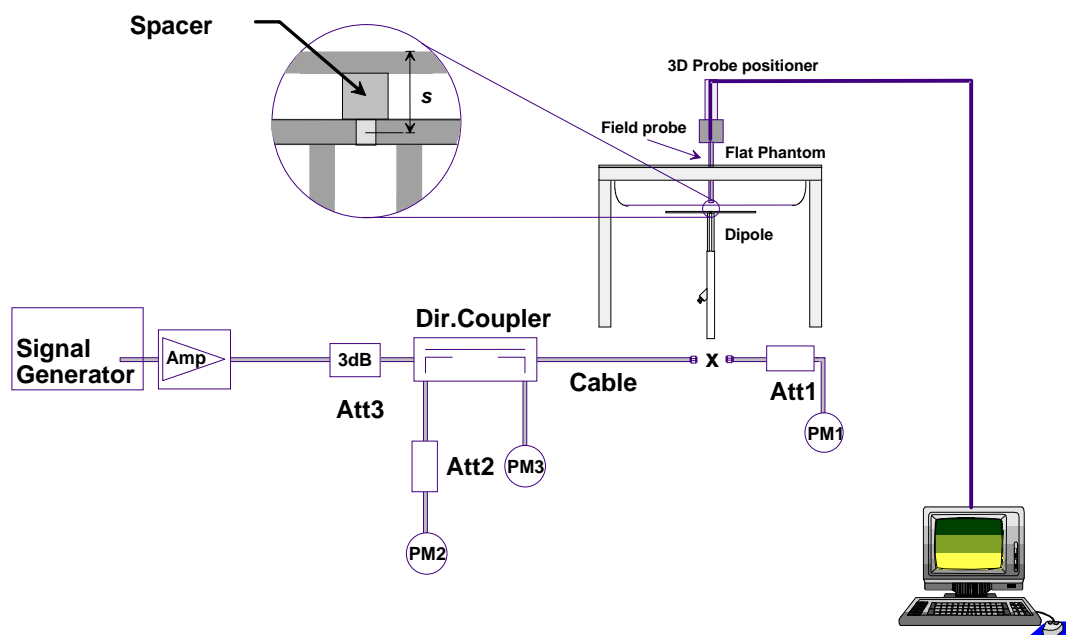 Spacer
s
3D Probe positioner
Field probe
Flat Phantom
Dipole
Dir.Coupler
Signal
Generator
Amp
3dB
Att3
Cable
x
Att1
PM1
Att2
PM3
PM2